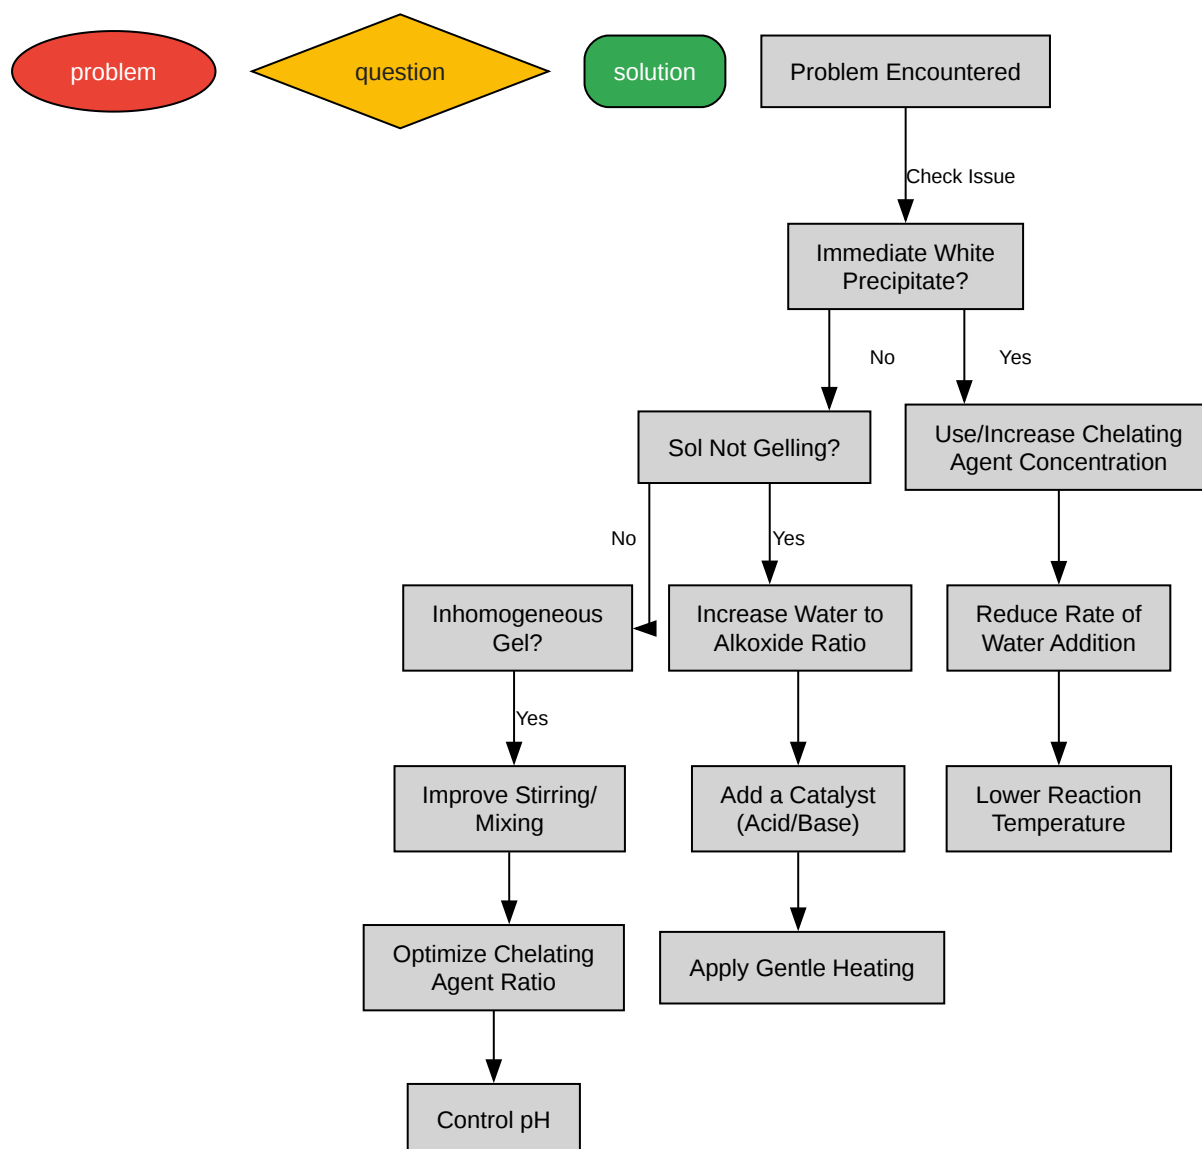 problem
question
solution
Problem Encountered
Check Issue
Immediate White
Precipitate?
No
Yes
Sol Not Gelling?
Use/Increase Chelating
Agent Concentration
No
Yes
Inhomogeneous
Gel?
Increase Water to
Alkoxide Ratio
Reduce Rate of
Water Addition
Yes
Improve Stirring/
Mixing
Add a Catalyst
(Acid/Base)
Lower Reaction
Temperature
Optimize Chelating
Agent Ratio
Apply Gentle Heating
Control pH